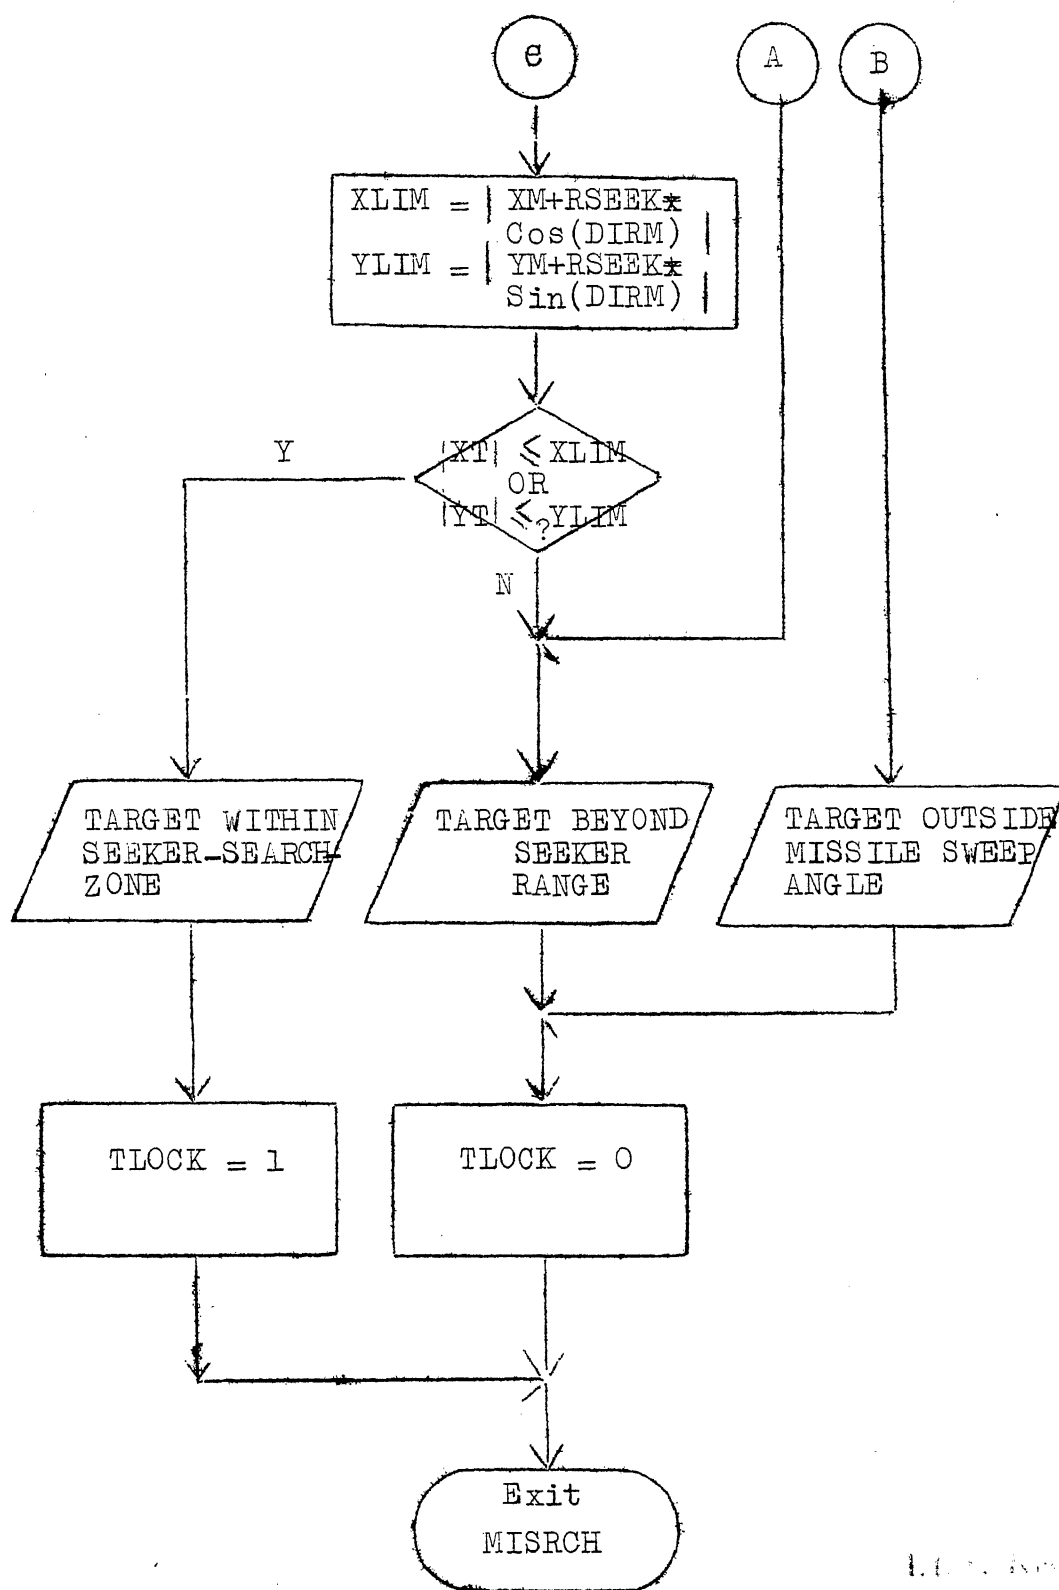 C
A
B
XLIM = | XM+RSEEK*
Cos(DIRM) |
YLIM = | YM+RSEEK*
Sin(DIRM) |
Y
|XT| ≤ XLIM
OR
|YT| ≤ YLIM
?
N
TARGET WITHIN
SEEKER-SEARCH-
ZONE
TARGET BEYOND
SEEKER
RANGE
TARGET OUTSIDE
MISSILE SWEEP
ANGLE
TLOCK = 1
TLOCK = 0
Exit
MISRCH